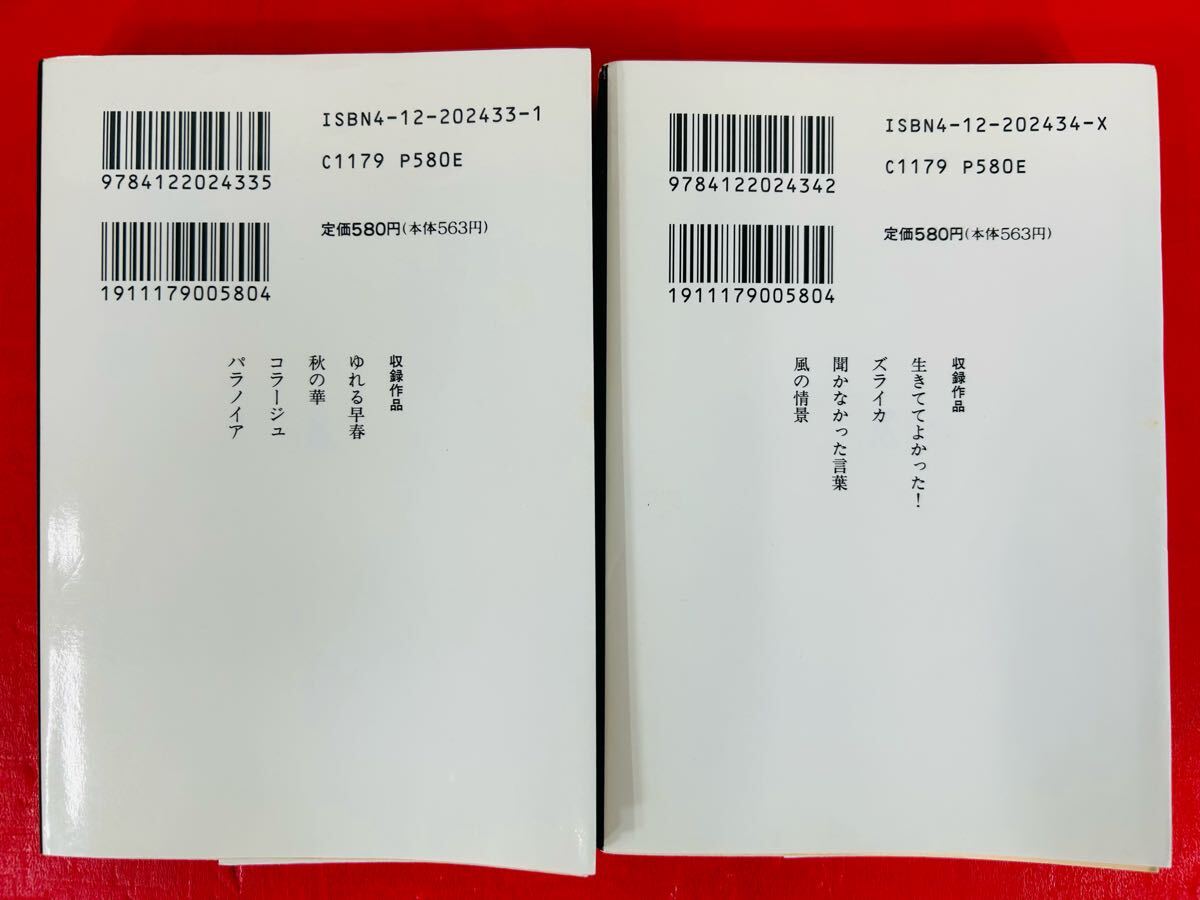 ISBN4-12-202433-1
C1179 P580E
9784122024335
定価580円(本体563円)
1911179005804
収録作品
ゆれる早春
秋の華
コラージュ
パラノイア
ISBN4-12-202434-X
C1179 P580E
9784122024342
定価580円(本体563円)
1911179005804
収録作品
生きててよかった!
ズライカ
聞かなかった言葉
風の情景